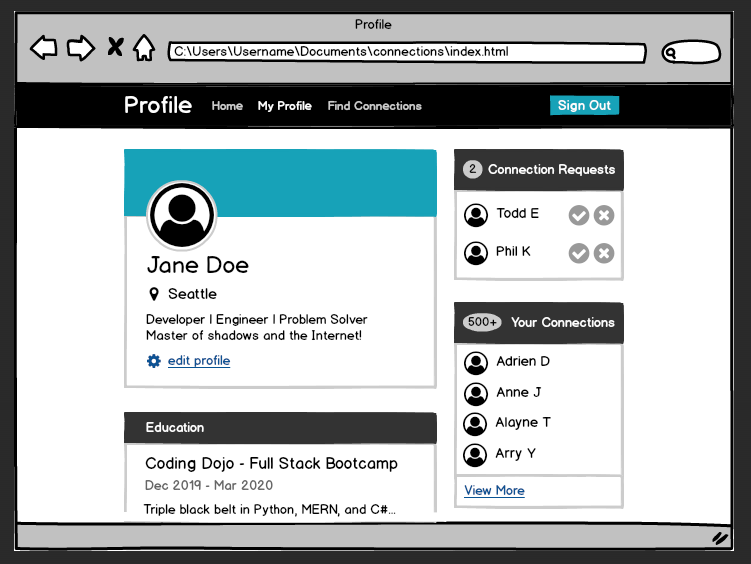 Profile
C:\Users\Username\Documents\connections\index.html
Profile Home My Profile Find Connections Sign Out
Jane Doe
Seattle
Developer | Engineer | Problem Solver
Master of shadows and the Internet!
edit profile
Education
Coding Dojo - Full Stack Bootcamp
Dec 2019 - Mar 2020
Triple black belt in Python, MERN, and C#...
2 Connection Requests
Todd E
Phil K
500+ Your Connections
Adrien D
Anne J
Alayne T
Arry Y
View More